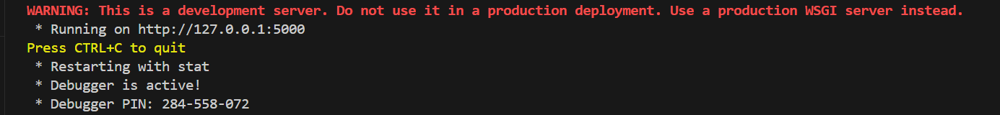 WARNING: This is a development server. Do not use it in a production deployment. Use a production WSGI server instead.
 * Running on http://127.0.0.1:5000
Press CTRL+C to quit
 * Restarting with stat
 * Debugger is active!
 * Debugger PIN: 284-558-072